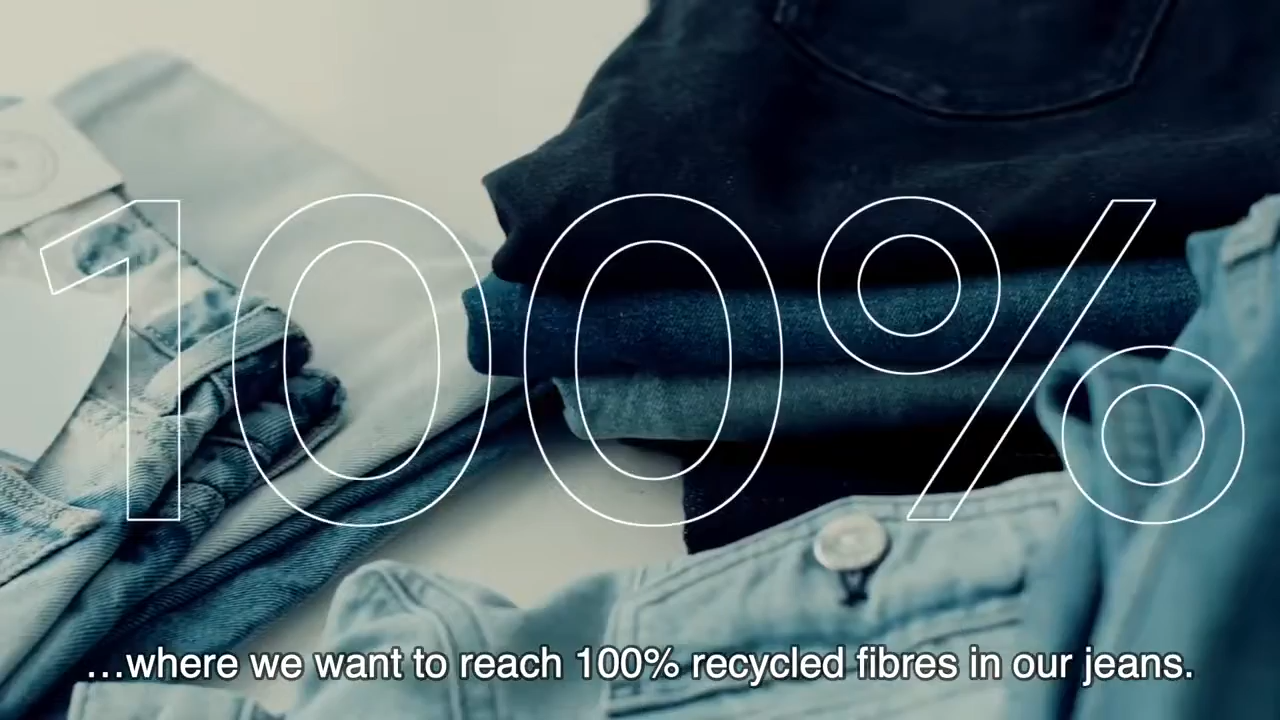 100%
…where we want to reach 100% recycled fibres in our jeans.